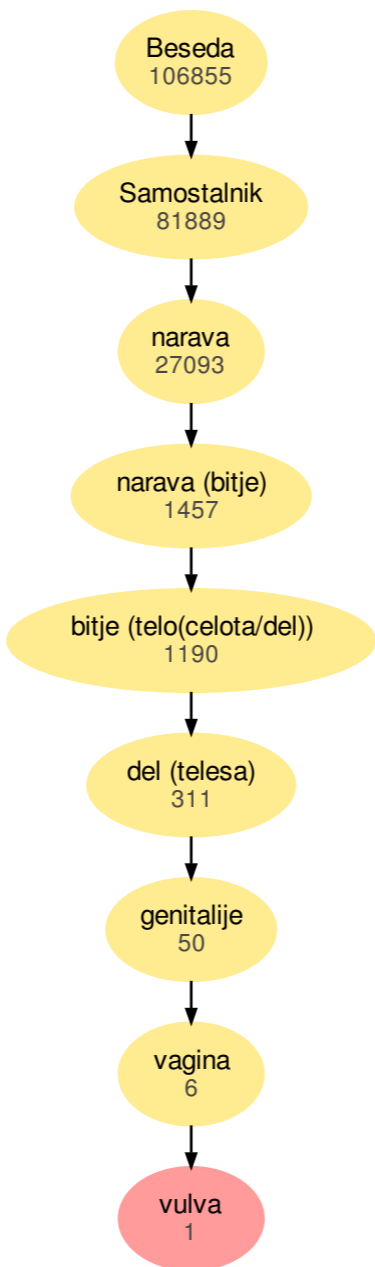 Beseda
106855
Samostalnik
81889
narava
27093
narava (bitje)
1457
bitje (telo(celota/del))
1190
del (telesa)
311
genitalije
50
vagina
6
vulva
1